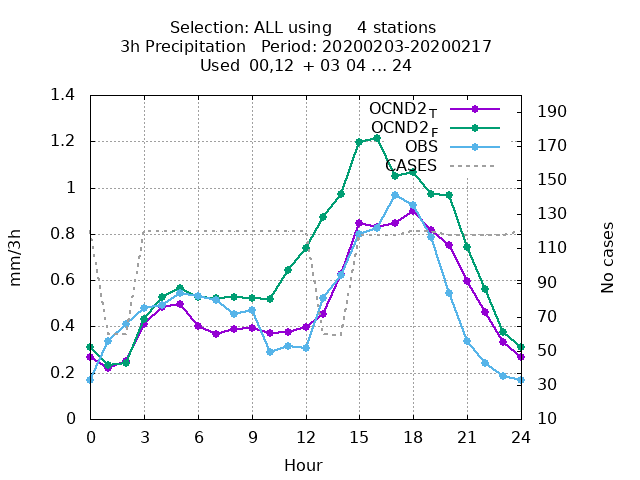 Selection: ALL using     4 stations
3h Precipitation   Period: 20200203-20200217
Used  00,12  + 03 04 ... 24
OCND2_T
OCND2_F
OBS
CASES
mm/3h
1.4
1.2
1
0.8
0.6
0.4
0.2
0
190
170
150
130
110
90
70
50
30
10
No cases
0 3 6 9 12 15 18 21 24
Hour